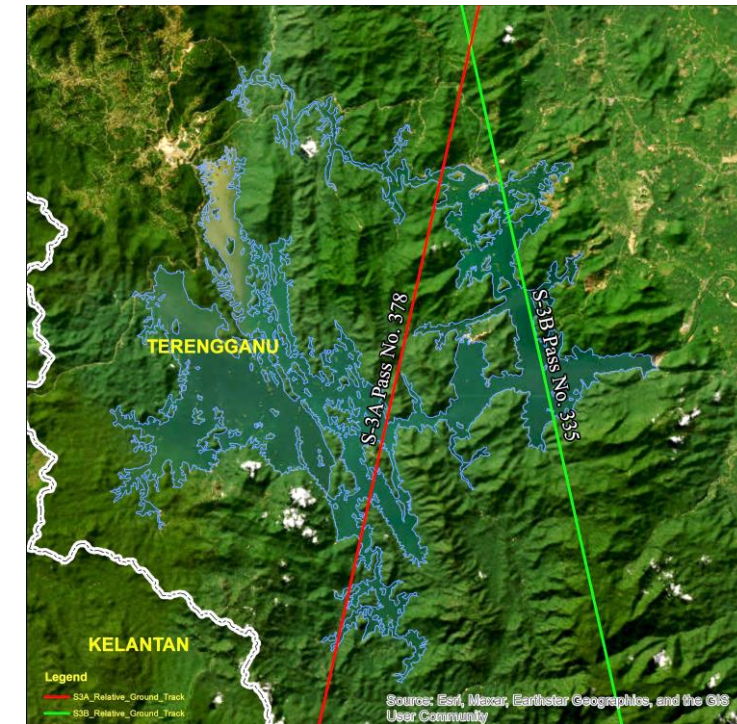 S-3A Pass No. 378
S-3B Pass No. 335
TERENGGANU
KELANTAN
Legend
S3A_Relative_Ground_Track
S3B_Relative_Ground_Track
Source: Esri, Maxar, Earthstar Geographics, and the GIS
User Community